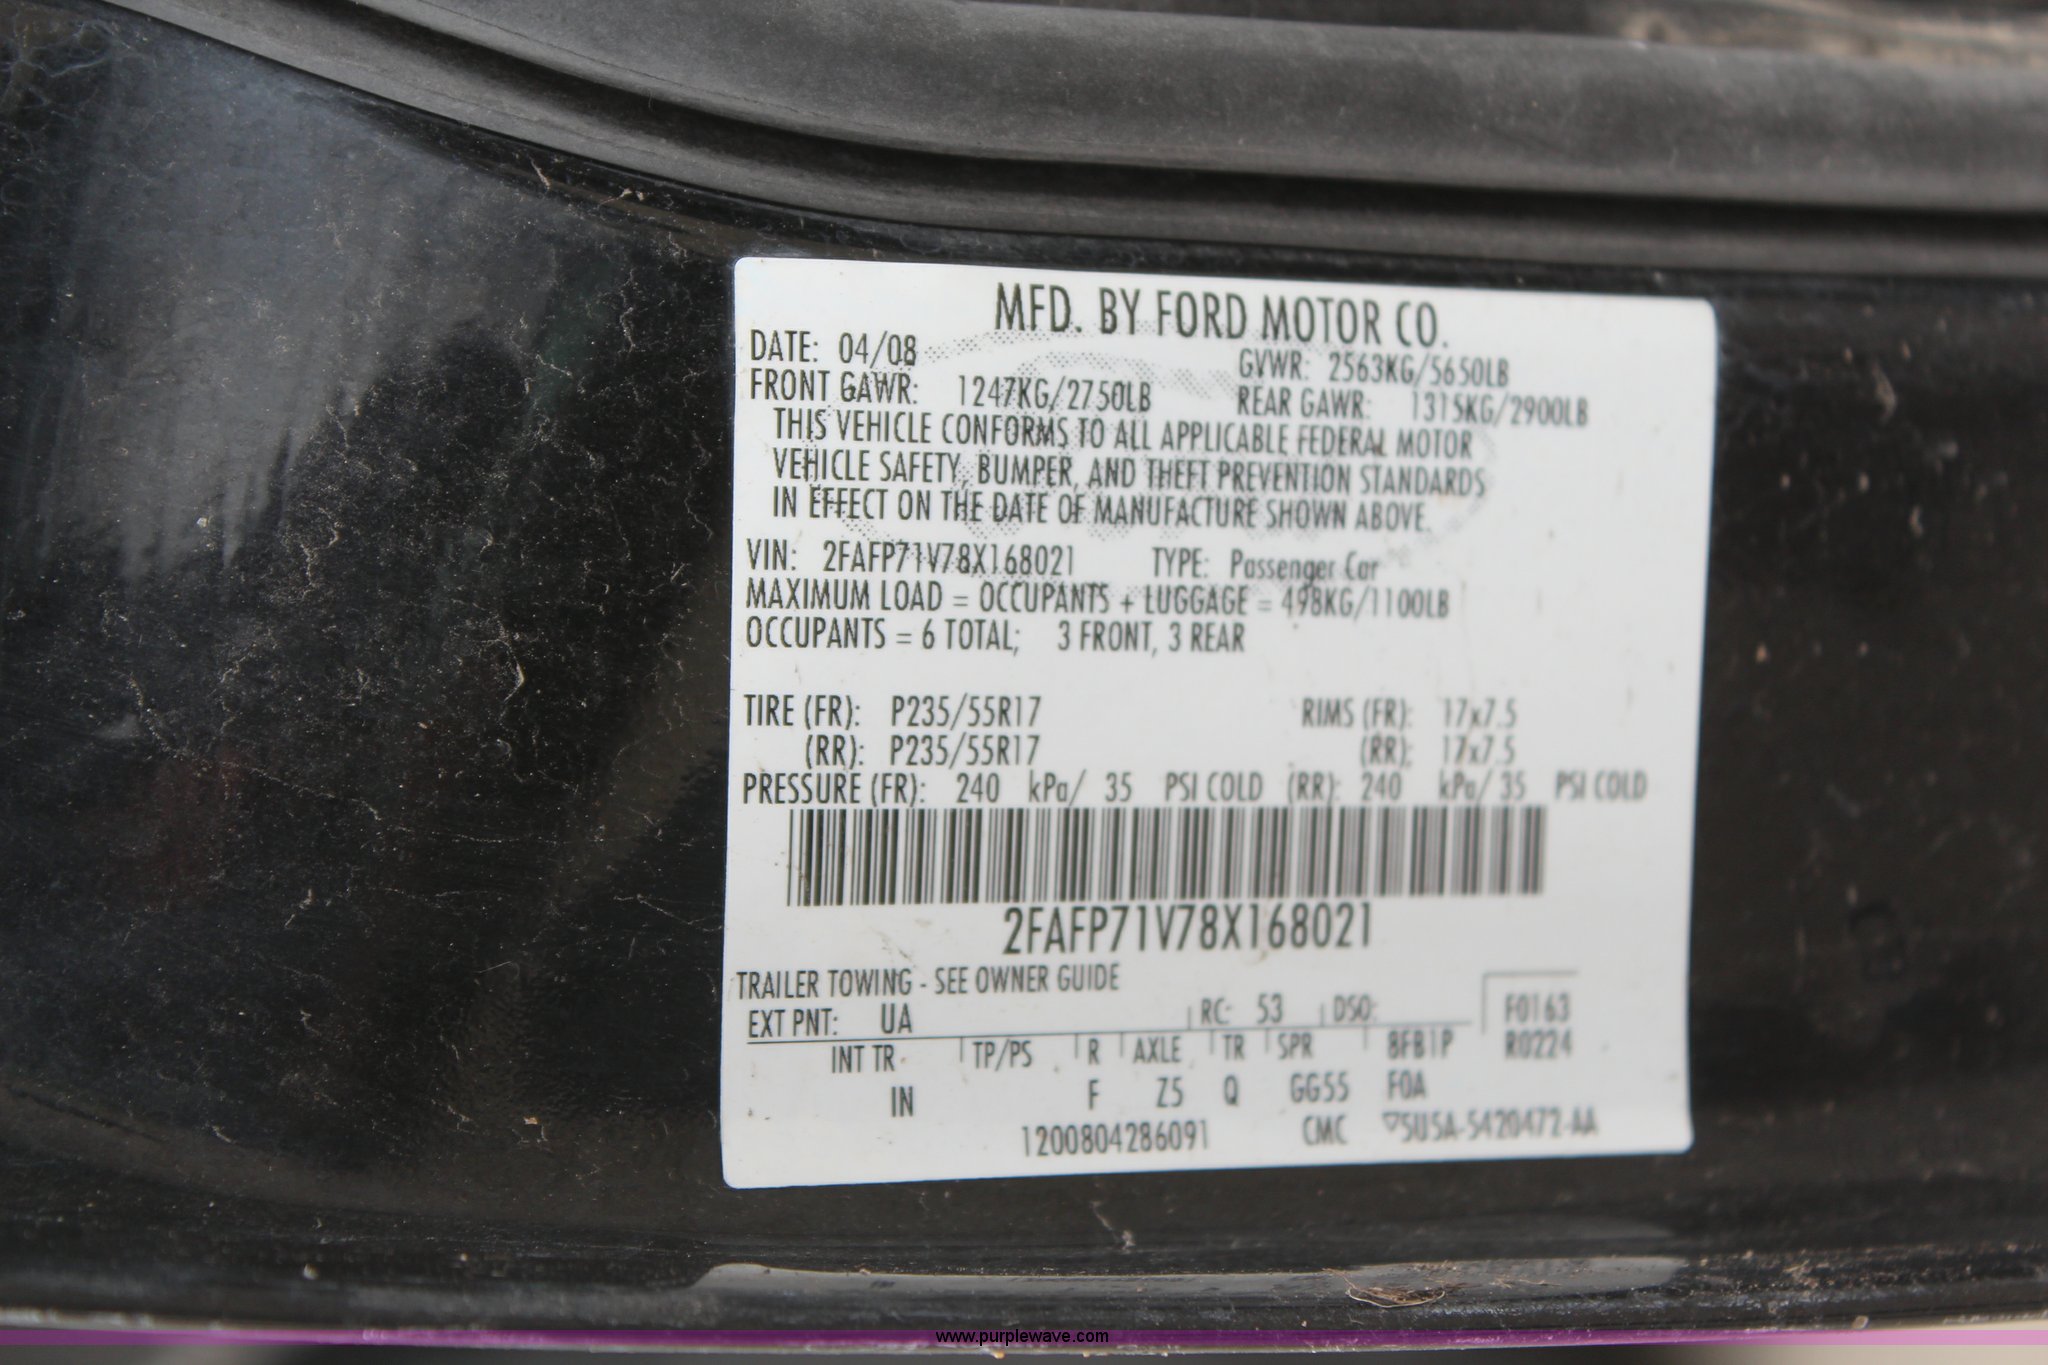 MFD. BY FORD MOTOR CO.
DATE: 04/08 GVWR: 2563KG/5650LB
FRONT GAWR: 1247KG/2750LB REAR GAWR: 1315KG/2900LB
THIS VEHICLE CONFORMS TO ALL APPLICABLE FEDERAL MOTOR
VEHICLE SAFETY, BUMPER, AND THEFT PREVENTION STANDARDS
IN EFFECT ON THE DATE OF MANUFACTURE SHOWN ABOVE.
VIN: 2FAFP71V78X168021 TYPE: Passenger Car
MAXIMUM LOAD = OCCUPANTS + LUGGAGE = 498KG/1100LB
OCCUPANTS = 6 TOTAL; 3 FRONT, 3 REAR
TIRE (FR): P235/55R17 RIMS (FR): 17x7.5
(RR): P235/55R17 (RR): 17x7.5
PRESSURE (FR): 240 kPa/ 35 PSI COLD (RR): 240 kPa/ 35 PSI COLD
2FAFP71V78X168021
TRAILER TOWING - SEE OWNER GUIDE
EXT PNT: UA RC: 53 DSO: F0163
INT TR TP/PS R AXLE TR SPR 8FB1P R0224
IN F Z5 Q GG55 F0A
1200804286091 CMC ▽5U5A-5420472-AA
www.purplewave.com